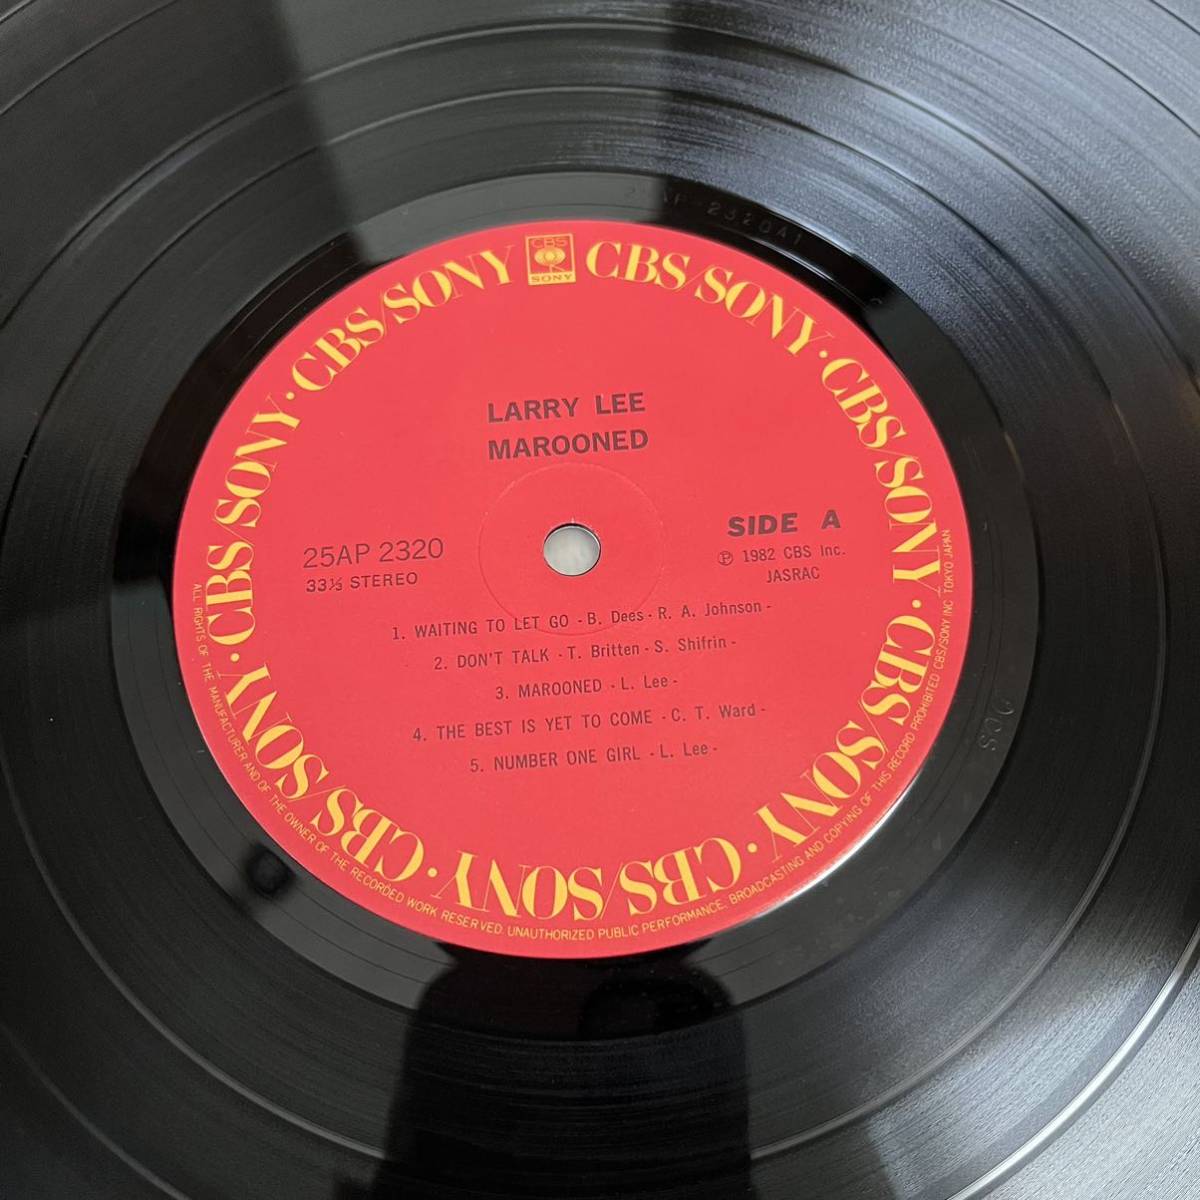 CBS
SONY
CBS/SONY · CBS/SONY · CBS/SONY · CBS/SONY · CBS/SONY · CBS/SONY · CBS/SONY · CBS/SONY
LARRY LEE
MAROONED
25AP 2320
33⅓ STEREO
SIDE A
℗ 1982 CBS Inc.
JASRAC
1. WAITING TO LET GO - B. Dees - R. A. Johnson -
2. DON'T TALK - T. Britten - S. Shifrin -
3. MAROONED - L. Lee -
4. THE BEST IS YET TO COME - C. T. Ward -
5. NUMBER ONE GIRL - L. Lee -
ALL RIGHTS OF THE MANUFACTURER AND OF THE OWNER OF THE RECORDED WORK RESERVED. UNAUTHORIZED PUBLIC PERFORMANCE, BROADCASTING AND COPYING OF THIS RECORD PROHIBITED CBS/SONY INC TOKYO JAPAN
2320A1